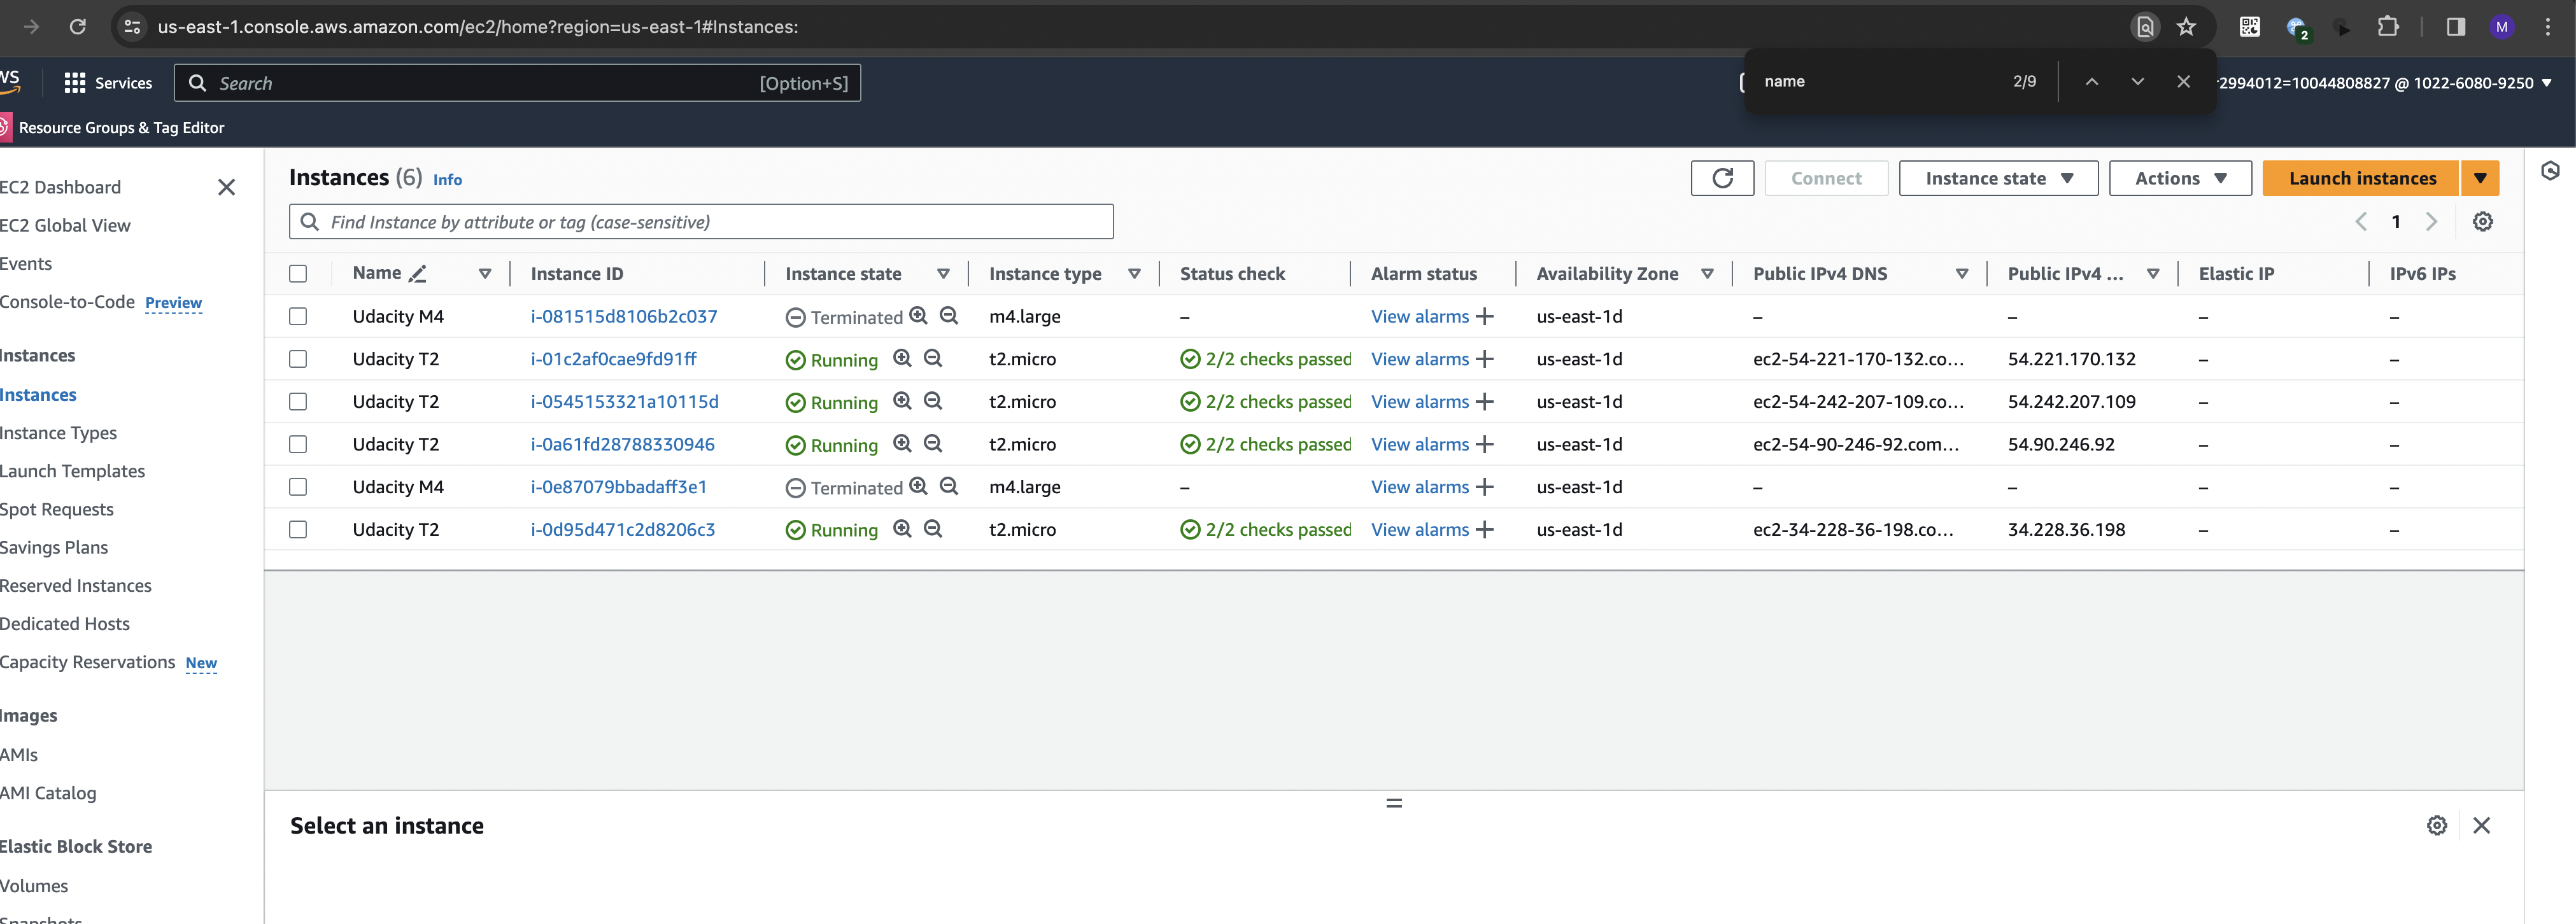 us-east-1.console.aws.amazon.com/ec2/home?region=us-east-1#Instances:
2
M
name 2/9
Services
Search [Option+S]
2994012=10044808827 @ 1022-6080-9250
Resource Groups & Tag Editor
EC2 Dashboard
EC2 Global View
Events
Console-to-Code Preview
Instances
Instances
Instance Types
Launch Templates
Spot Requests
Savings Plans
Reserved Instances
Dedicated Hosts
Capacity Reservations New
Images
AMIs
AMI Catalog
Elastic Block Store
Volumes
Snapshots
Instances (6) Info
Connect
Instance state
Actions
Launch instances
Find Instance by attribute or tag (case-sensitive)
1
Name Instance ID Instance state Instance type Status check Alarm status Availability Zone Public IPv4 DNS Public IPv4 ... Elastic IP IPv6 IPs
Udacity M4 i-081515d8106b2c037 Terminated m4.large – View alarms + us-east-1d – – – –
Udacity T2 i-01c2af0cae9fd91ff Running t2.micro 2/2 checks passed View alarms + us-east-1d ec2-54-221-170-132.co... 54.221.170.132 – –
Udacity T2 i-0545153321a10115d Running t2.micro 2/2 checks passed View alarms + us-east-1d ec2-54-242-207-109.co... 54.242.207.109 – –
Udacity T2 i-0a61fd28788330946 Running t2.micro 2/2 checks passed View alarms + us-east-1d ec2-54-90-246-92.com... 54.90.246.92 – –
Udacity M4 i-0e87079bbadaff3e1 Terminated m4.large – View alarms + us-east-1d – – – –
Udacity T2 i-0d95d471c2d8206c3 Running t2.micro 2/2 checks passed View alarms + us-east-1d ec2-34-228-36-198.co... 34.228.36.198 – –
Select an instance